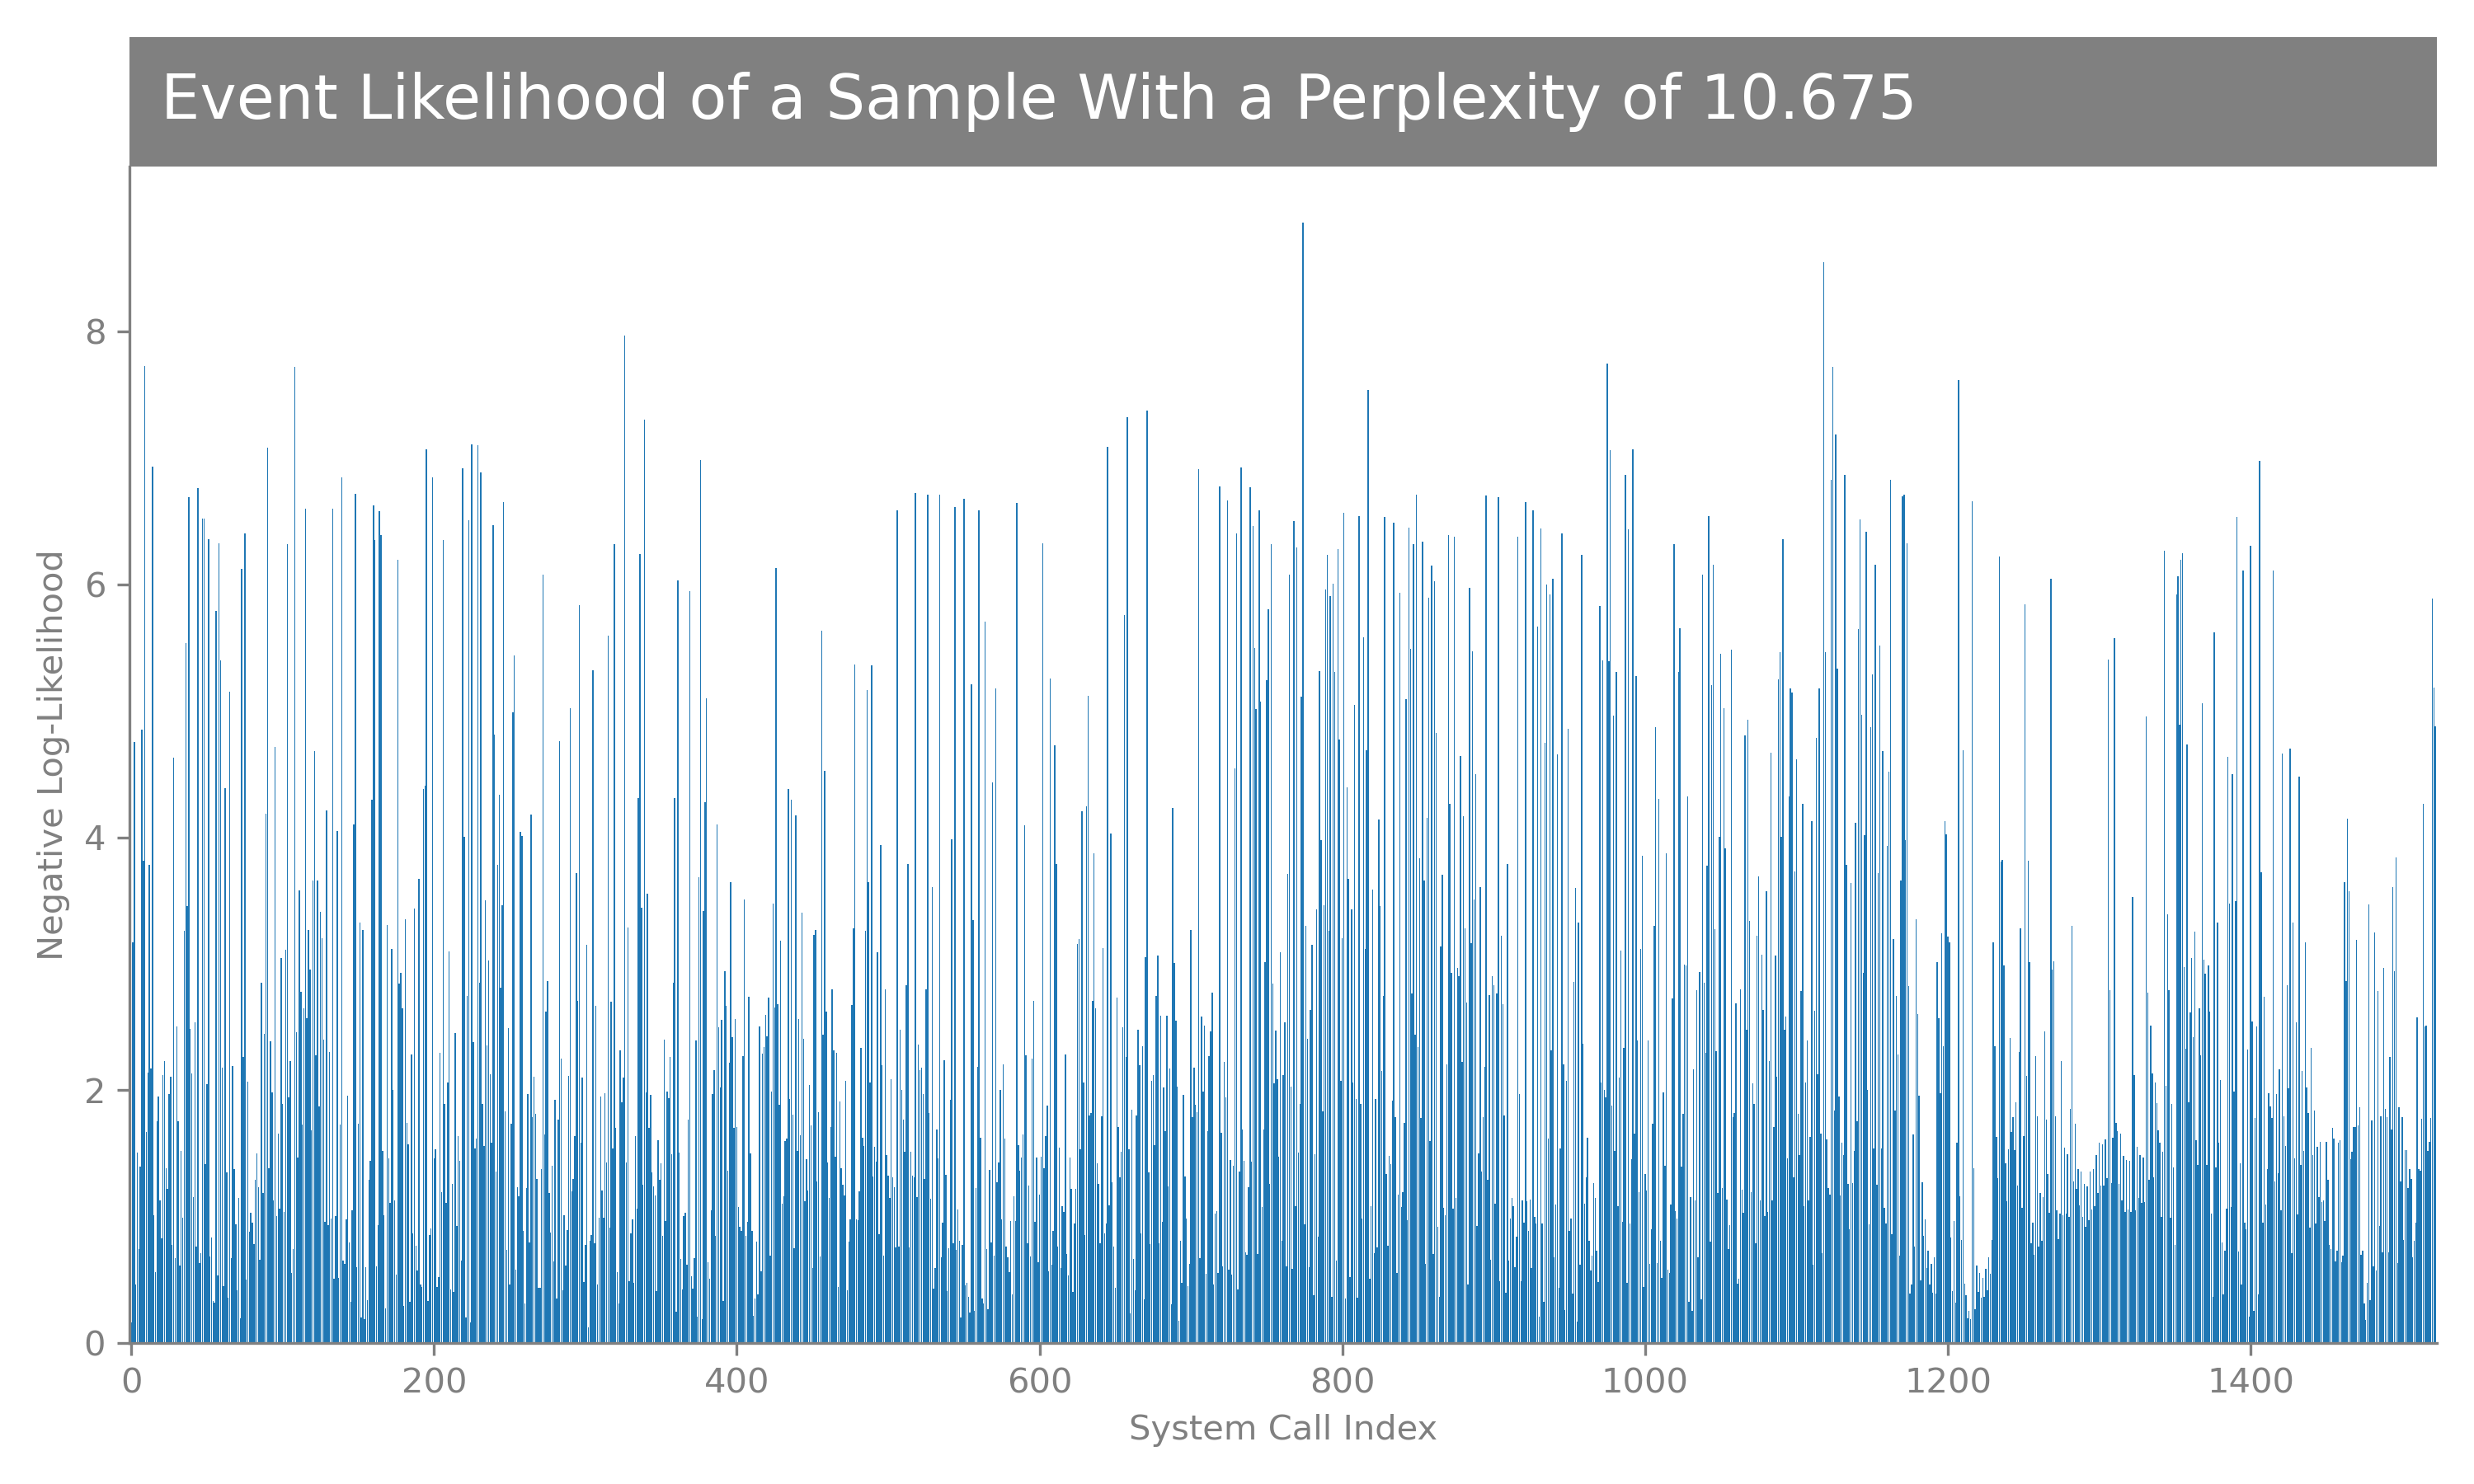 Event Likelihood of a Sample With a Perplexity of 10.675
Negative Log-Likelihood
8
6
4
2
0
0 200 400 600 800 1000 1200 1400
System Call Index